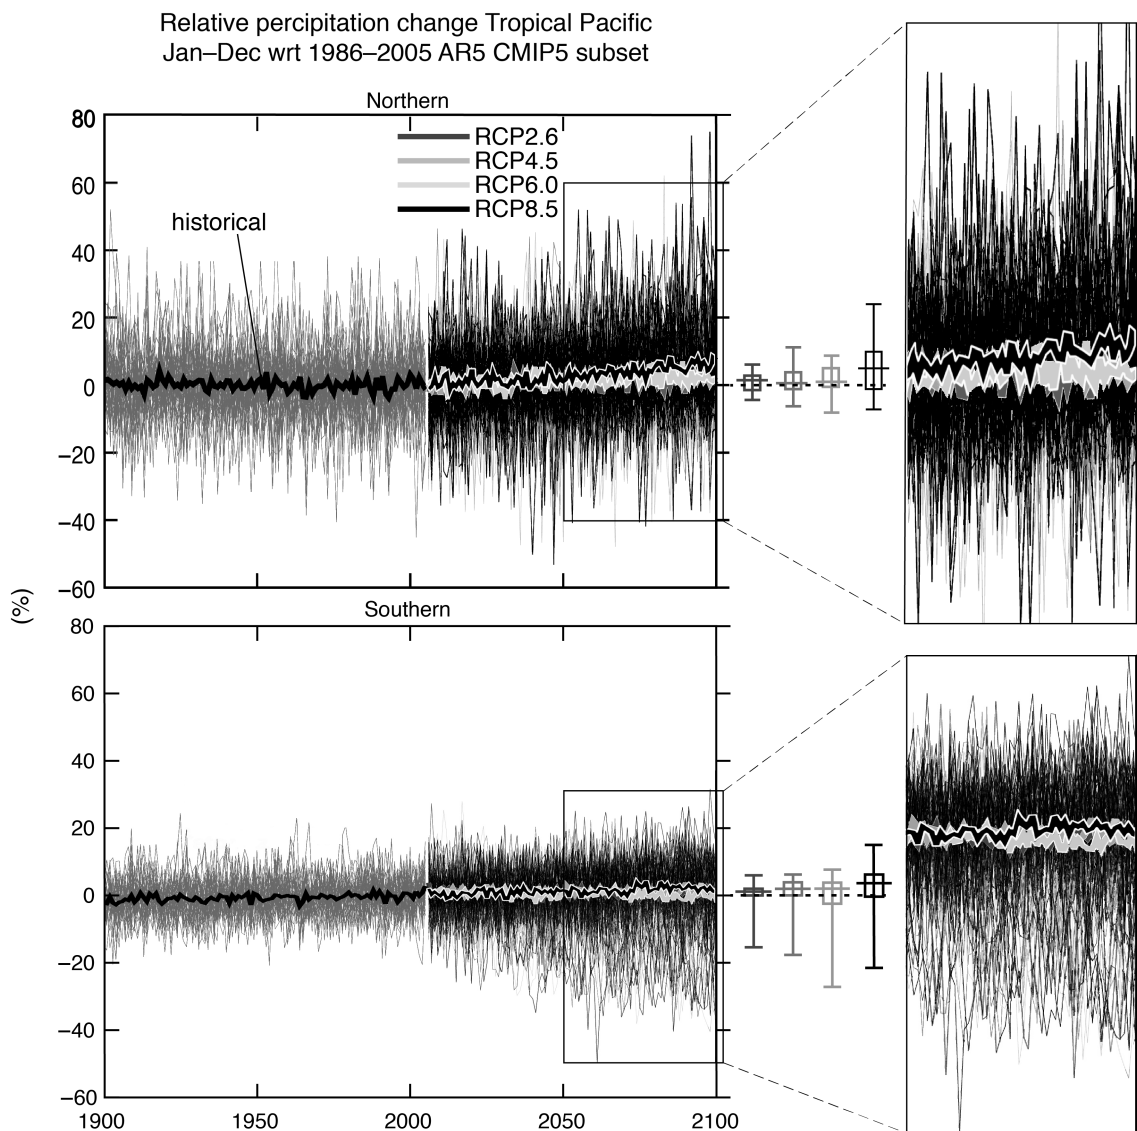 Relative percipitation change Tropical Pacific
Jan–Dec wrt 1986–2005 AR5 CMIP5 subset
Northern
80
60
40
20
0
−20
−40
−60
RCP2.6
RCP4.5
RCP6.0
RCP8.5
historical
(%)
Southern
80
60
40
20
0
−20
−40
−60
1900
1950
2000
2050
2100